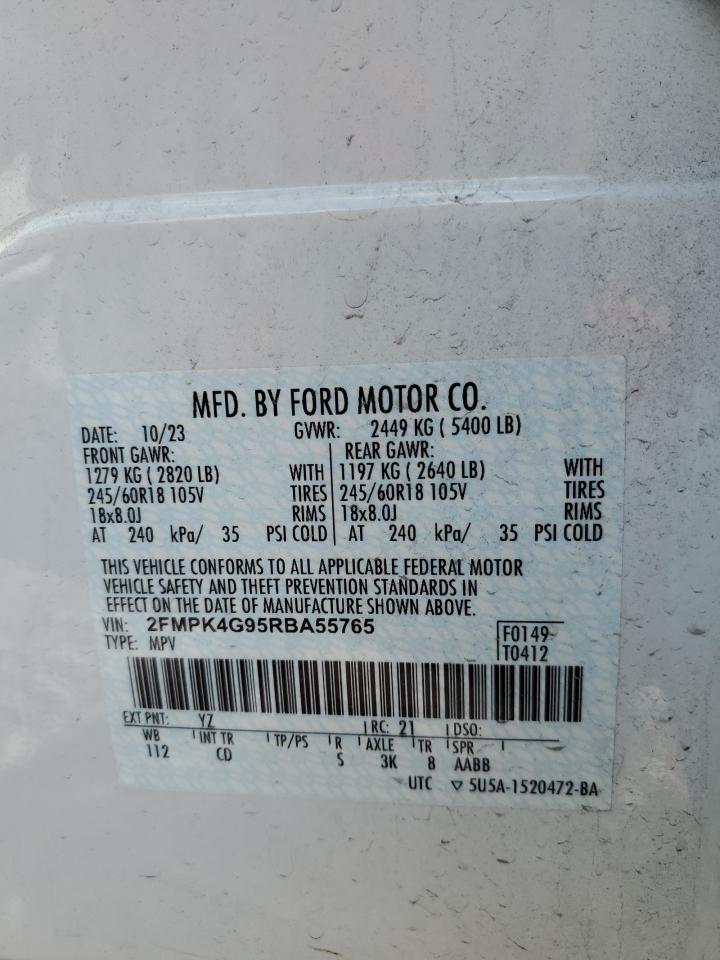 MFD. BY FORD MOTOR CO.
DATE: 10/23 GVWR: 2449 KG ( 5400 LB)
FRONT GAWR: REAR GAWR:
1279 KG ( 2820 LB) WITH 1197 KG ( 2640 LB) WITH
245/60R18 105V TIRES 245/60R18 105V TIRES
18x8.0J RIMS 18x8.0J RIMS
AT 240 kPa/ 35 PSI COLD AT 240 kPa/ 35 PSI COLD
THIS VEHICLE CONFORMS TO ALL APPLICABLE FEDERAL MOTOR
VEHICLE SAFETY AND THEFT PREVENTION STANDARDS IN
EFFECT ON THE DATE OF MANUFACTURE SHOWN ABOVE.
VIN: 2FMPK4G95RBA55765 F0149
TYPE: MPV T0412
EXT PNT: YZ RC: 21 DSO:
WB INT TR TP/PS R AXLE TR SPR
112 CD S 3K 8 AABB
UTC ▽ 5U5A-1520472-BA